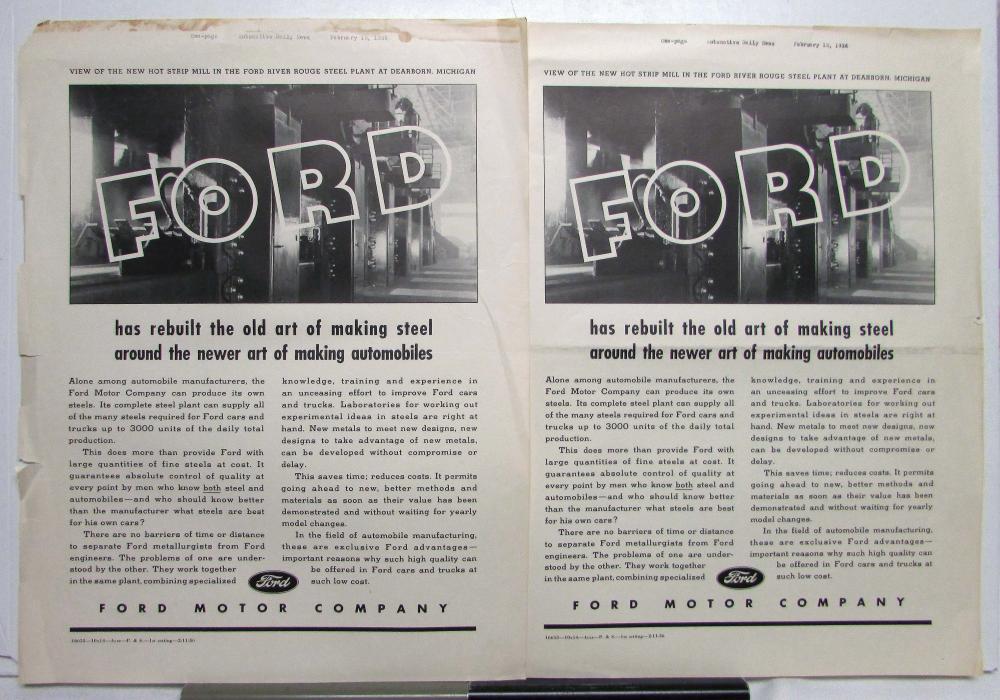 One-page Automotive Daily News February 13, 1936
VIEW OF THE NEW HOT STRIP MILL IN THE FORD RIVER ROUGE STEEL PLANT AT DEARBORN, MICHIGAN
FORD
has rebuilt the old art of making steel
around the newer art of making automobiles
Alone among automobile manufacturers, the
Ford Motor Company can produce its own
steels. Its complete steel plant can supply all
of the many steels required for Ford cars and
trucks up to 3000 units of the daily total
production.
This does more than provide Ford with
large quantities of fine steels at cost. It
guarantees absolute control of quality at
every point by men who know both steel and
automobiles—and who should know better
than the manufacturer what steels are best
for his own cars?
There are no barriers of time or distance
to separate Ford metallurgists from Ford
engineers. The problems of one are under-
stood by the other. They work together
in the same plant, combining specialized
knowledge, training and experience in
an unceasing effort to improve Ford cars
and trucks. Laboratories for working out
experimental ideas in steels are right at
hand. New metals to meet new designs, new
designs to take advantage of new metals,
can be developed without compromise or
delay.
This saves time; reduces costs. It permits
going ahead to new, better methods and
materials as soon as their value has been
demonstrated and without waiting for yearly
model changes.
In the field of automobile manufacturing,
these are exclusive Ford advantages—
important reasons why such high quality can
be offered in Ford cars and trucks at
such low cost.
Ford
FORD MOTOR COMPANY
One-page Automotive Daily News February 13, 1936
VIEW OF THE NEW HOT STRIP MILL IN THE FORD RIVER ROUGE STEEL PLANT AT DEARBORN, MICHIGAN
FORD
has rebuilt the old art of making steel
around the newer art of making automobiles
Alone among automobile manufacturers, the
Ford Motor Company can produce its own
steels. Its complete steel plant can supply all
of the many steels required for Ford cars and
trucks up to 3000 units of the daily total
production.
This does more than provide Ford with
large quantities of fine steels at cost. It
guarantees absolute control of quality at
every point by men who know both steel and
automobiles—and who should know better
than the manufacturer what steels are best
for his own cars?
There are no barriers of time or distance
to separate Ford metallurgists from Ford
engineers. The problems of one are under-
stood by the other. They work together
in the same plant, combining specialized
knowledge, training and experience in
an unceasing effort to improve Ford cars
and trucks. Laboratories for working out
experimental ideas in steels are right at
hand. New metals to meet new designs, new
designs to take advantage of new metals,
can be developed without compromise or
delay.
This saves time; reduces costs. It permits
going ahead to new, better methods and
materials as soon as their value has been
demonstrated and without waiting for yearly
model changes.
In the field of automobile manufacturing,
these are exclusive Ford advantages—
important reasons why such high quality can
be offered in Ford cars and trucks at
such low cost.
Ford
FORD MOTOR COMPANY